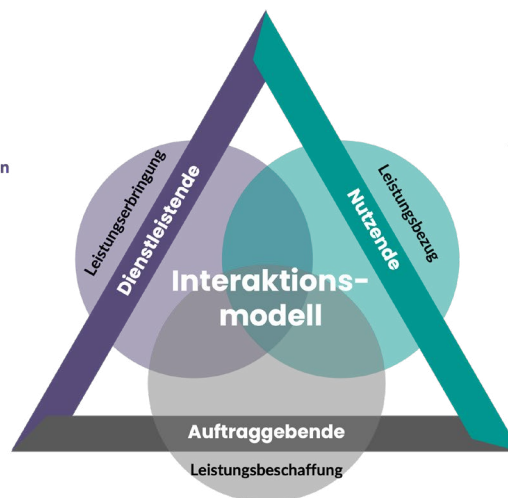 n
Leistungserbringung
Dienstleistende
Nutzende
Leistungsbezug
Interaktions-
modell
Auftraggebende
Leistungsbeschaffung